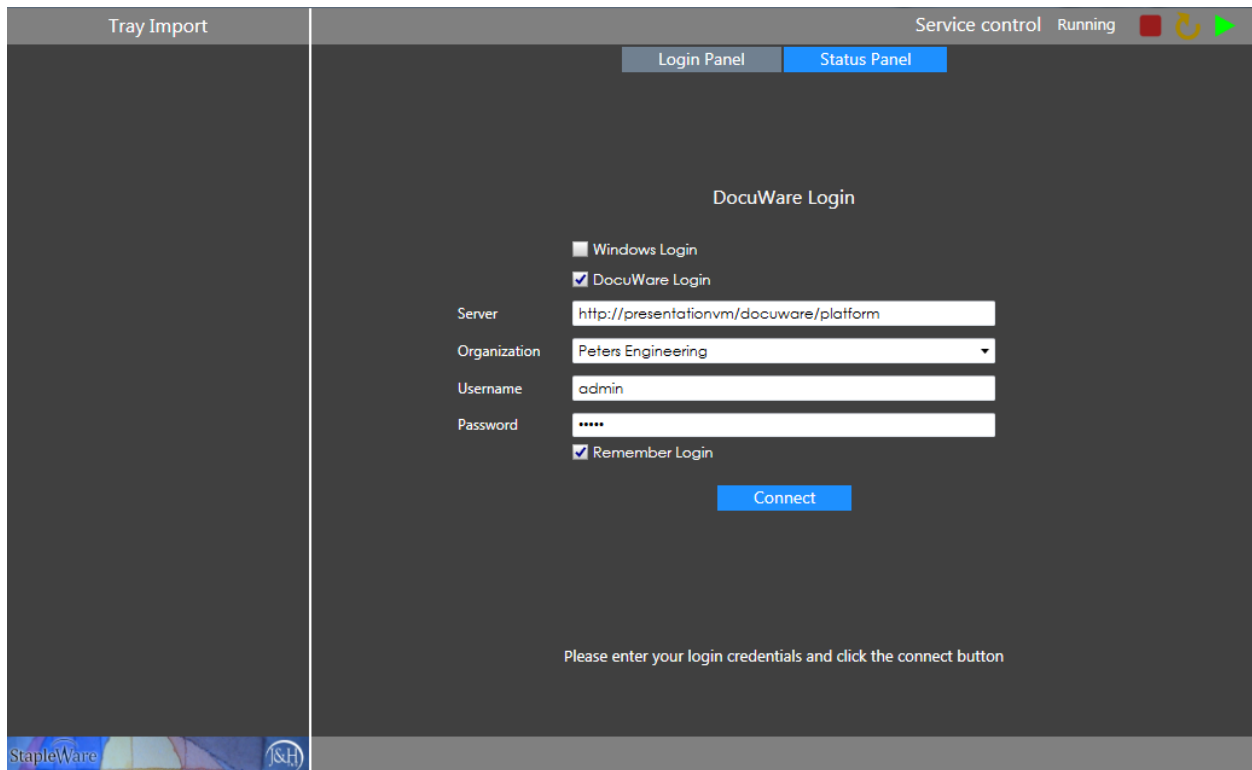 Tray Import
Service control Running
Login Panel Status Panel
DocuWare Login
Windows Login
DocuWare Login
Server http://presentationvm/docuware/platform
Organization Peters Engineering
Username admin
Password •••••
Remember Login
Connect
Please enter your login credentials and click the connect button
StapleWare J&H